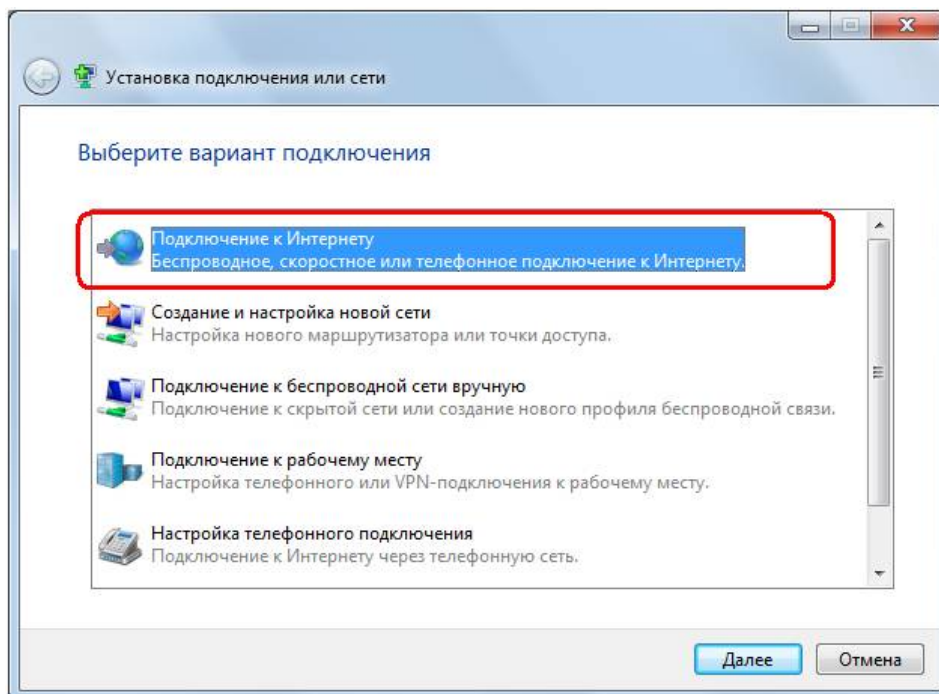 Установка подключения или сети
Выберите вариант подключения
Подключение к Интернету
Беспроводное, скоростное или телефонное подключение к Интернету.
Создание и настройка новой сети
Настройка нового маршрутизатора или точки доступа.
Подключение к беспроводной сети вручную
Подключение к скрытой сети или создание нового профиля беспроводной связи.
Подключение к рабочему месту
Настройка телефонного или VPN-подключения к рабочему месту.
Настройка телефонного подключения
Подключение к Интернету через телефонную сеть.
Далее
Отмена